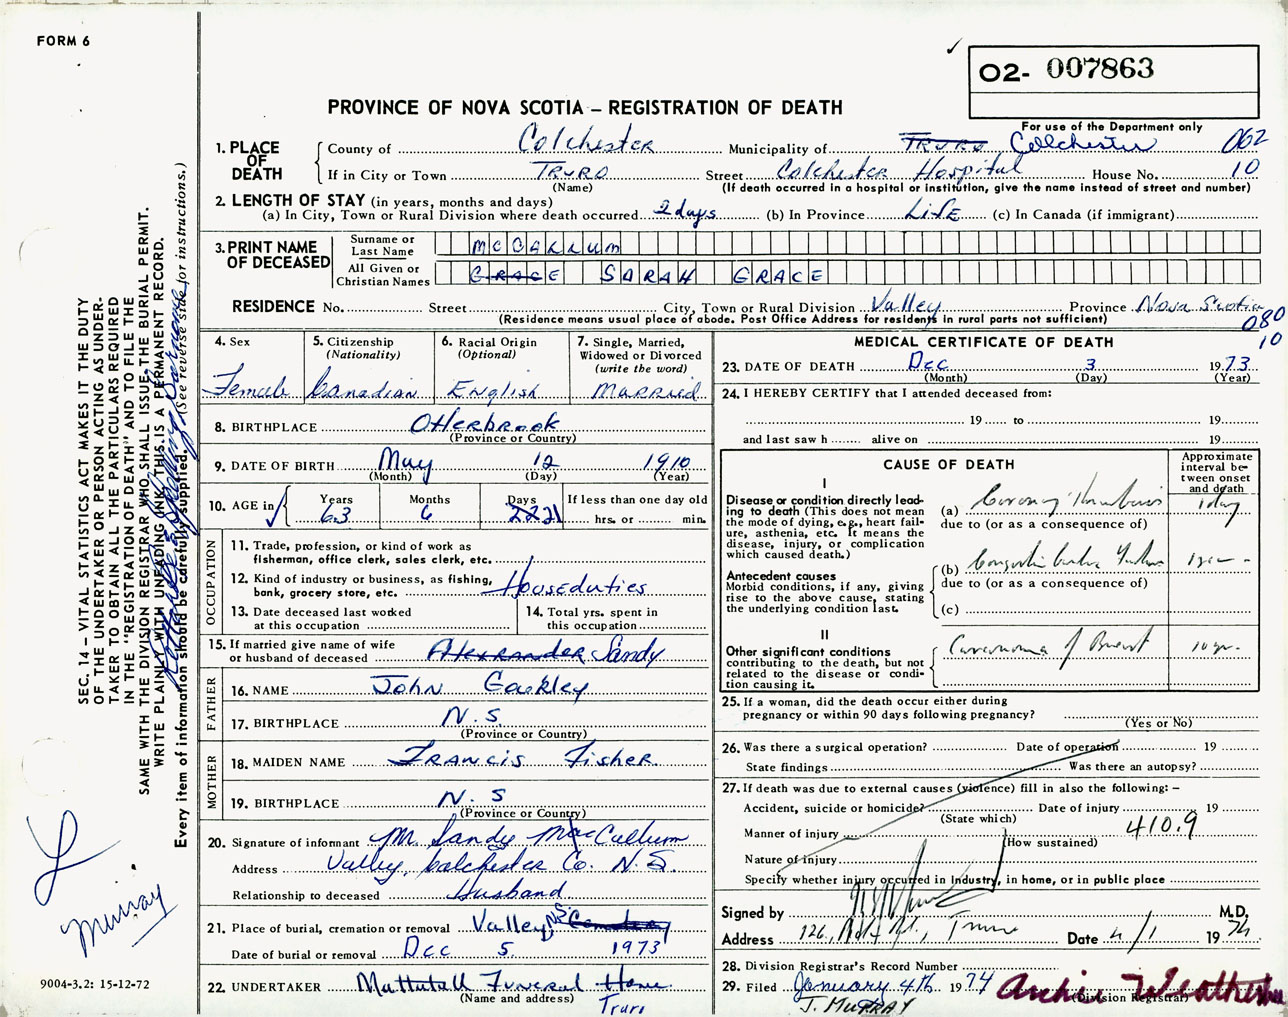 FORM 6
O2- 007863
PROVINCE OF NOVA SCOTIA – REGISTRATION OF DEATH
For use of the Department only
1. PLACE OF DEATH
County of Colchester Municipality of Truro Colchester 062
If in City or Town Truro Street Colchester Hospital House No. 10
(Name) (If death occurred in a hospital or institution, give the name instead of street and number)
2. LENGTH OF STAY (in years, months and days)
(a) In City, Town or Rural Division where death occurred 2 days (b) In Province Life (c) In Canada (if immigrant)
3. PRINT NAME OF DECEASED
Surname or Last Name McCALLUM
All Given or Christian Names GRACE SARAH GRACE
RESIDENCE No. Street City, Town or Rural Division Valley Province Nova Scotia
(Residence means usual place of abode. Post Office Address for residents in rural parts not sufficient)
080
10
4. Sex
Female
5. Citizenship
(Nationality)
Canadian
6. Racial Origin
(Optional)
English
7. Single, Married, Widowed or Divorced
(write the word)
Married
8. BIRTHPLACE Otterbrook
(Province or Country)
9. DATE OF BIRTH May 12 1910
(Month) (Day) (Year)
10. AGE in
Years 63
Months 6
Days 22 21
If less than one day old
hrs. or min.
OCCUPATION
11. Trade, profession, or kind of work as fisherman, office clerk, sales clerk, etc.
12. Kind of industry or business, as fishing, bank, grocery store, etc. Houseduties
13. Date deceased last worked at this occupation
14. Total yrs. spent in this occupation
15. If married give name of wife or husband of deceased Alexrander Sandy
FATHER
16. NAME John
17. BIRTHPLACE N.S
(Province or Country)
MOTHER
18. MAIDEN NAME Francis Fisher
19. BIRTHPLACE N.S
(Province or Country)
20. Signature of informant M. Sandy MacCallum
Address Valley, Colchester Co. N.S.
Relationship to deceased Husband
21. Place of burial, cremation or removal Valley NS Cemetery
Date of burial or removal Dec 5 1973
22. UNDERTAKER Mattatall Funeral Home
(Name and address) Truro
MEDICAL CERTIFICATE OF DEATH
23. DATE OF DEATH Dec 3 1973
(Month) (Day) (Year)
24. I HEREBY CERTIFY that I attended deceased from:
19 to 19
and last saw h alive on 19
CAUSE OF DEATH
Approximate interval between onset and death
I
Disease or condition directly leading to death (This does not mean the mode of dying, e.g., heart failure, asthenia, etc. It means the disease, injury, or complication which caused death.)
(a) Coronary Thrombosis 1 day
due to (or as a consequence of)
Antecedent causes
Morbid conditions, if any, giving rise to the above cause, stating the underlying condition last.
(b)
due to (or as a consequence of)
(c)
II
Other significant conditions contributing to the death, but not related to the disease or condition causing it.
Carcinoma of Breast 10 yr.
25. If a woman, did the death occur either during pregnancy or within 90 days following pregnancy?
(Yes or No)
26. Was there a surgical operation? Date of operation 19
State findings Was there an autopsy?
27. If death was due to external causes (violence) fill in also the following: –
Accident, suicide or homicide? Date of injury 19
(State which)
Manner of injury 410.9
(How sustained)
Nature of injury
Specify whether injury occurred in Industry, in home, or in public place
Signed by M.D.
Address 126, Truro Date 4/1 1974
28. Division Registrar's Record Number
29. Filed January 4th 1974 Archie
(Division Registrar)
J. MURRAY
SEC. 14 – VITAL STATISTICS ACT MAKES IT THE DUTY
OF THE UNDERTAKER OR PERSON ACTING AS UNDER-
TAKER TO OBTAIN ALL THE PARTICULARS REQUIRED
IN THE "REGISTRATION OF DEATH" AND TO FILE THE
SAME WITH THE DIVISION REGISTRAR WHO SHALL ISSUE THE BURIAL PERMIT.
WRITE PLAINLY WITH UNFADING INK. THIS IS A PERMANENT RECORD.
Every item of information should be carefully supplied. (See reverse side for instructions.)
Murray
9004-3.2: 15-12-72